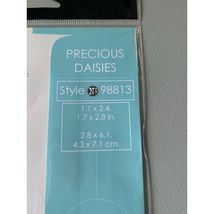 PRECIOUS
DAISIES
Style № 98813
1.1 x 2.4,
1.7 x 2.8 in.
2.8 x 6.1,
4.3 x 7.1 cm.